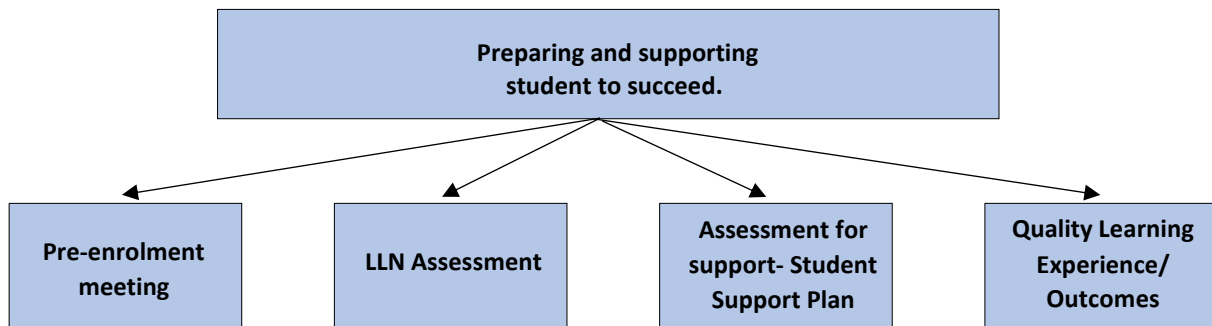 Preparing and supporting
student to succeed.
Pre-enrolment
meeting
LLN Assessment
Assessment for
support- Student
Support Plan
Quality Learning
Experience/
Outcomes